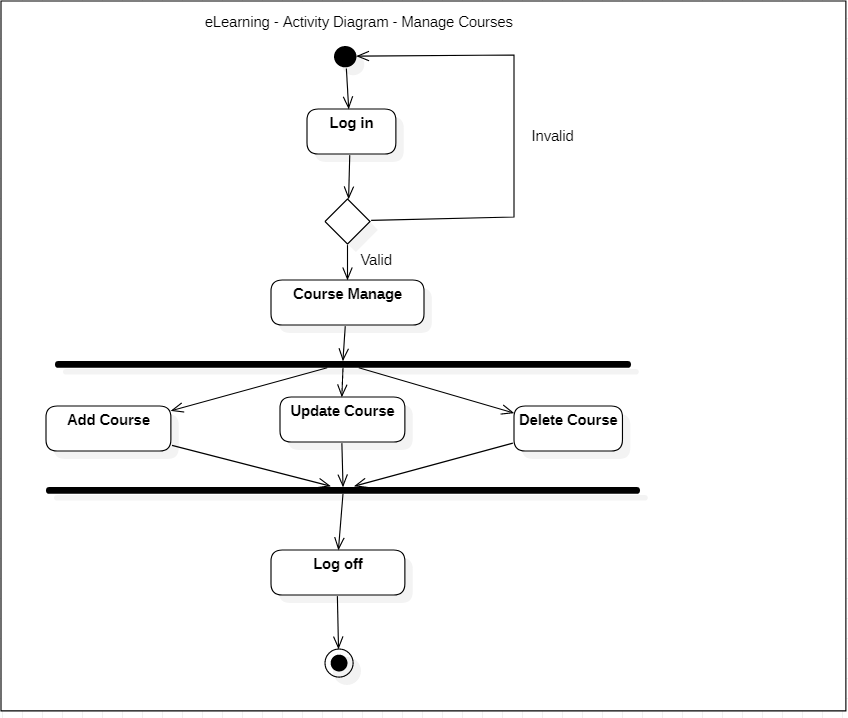 eLearning - Activity Diagram - Manage Courses
Log in
Invalid
Valid
Course Manage
Add Course
Update Course
Delete Course
Log off